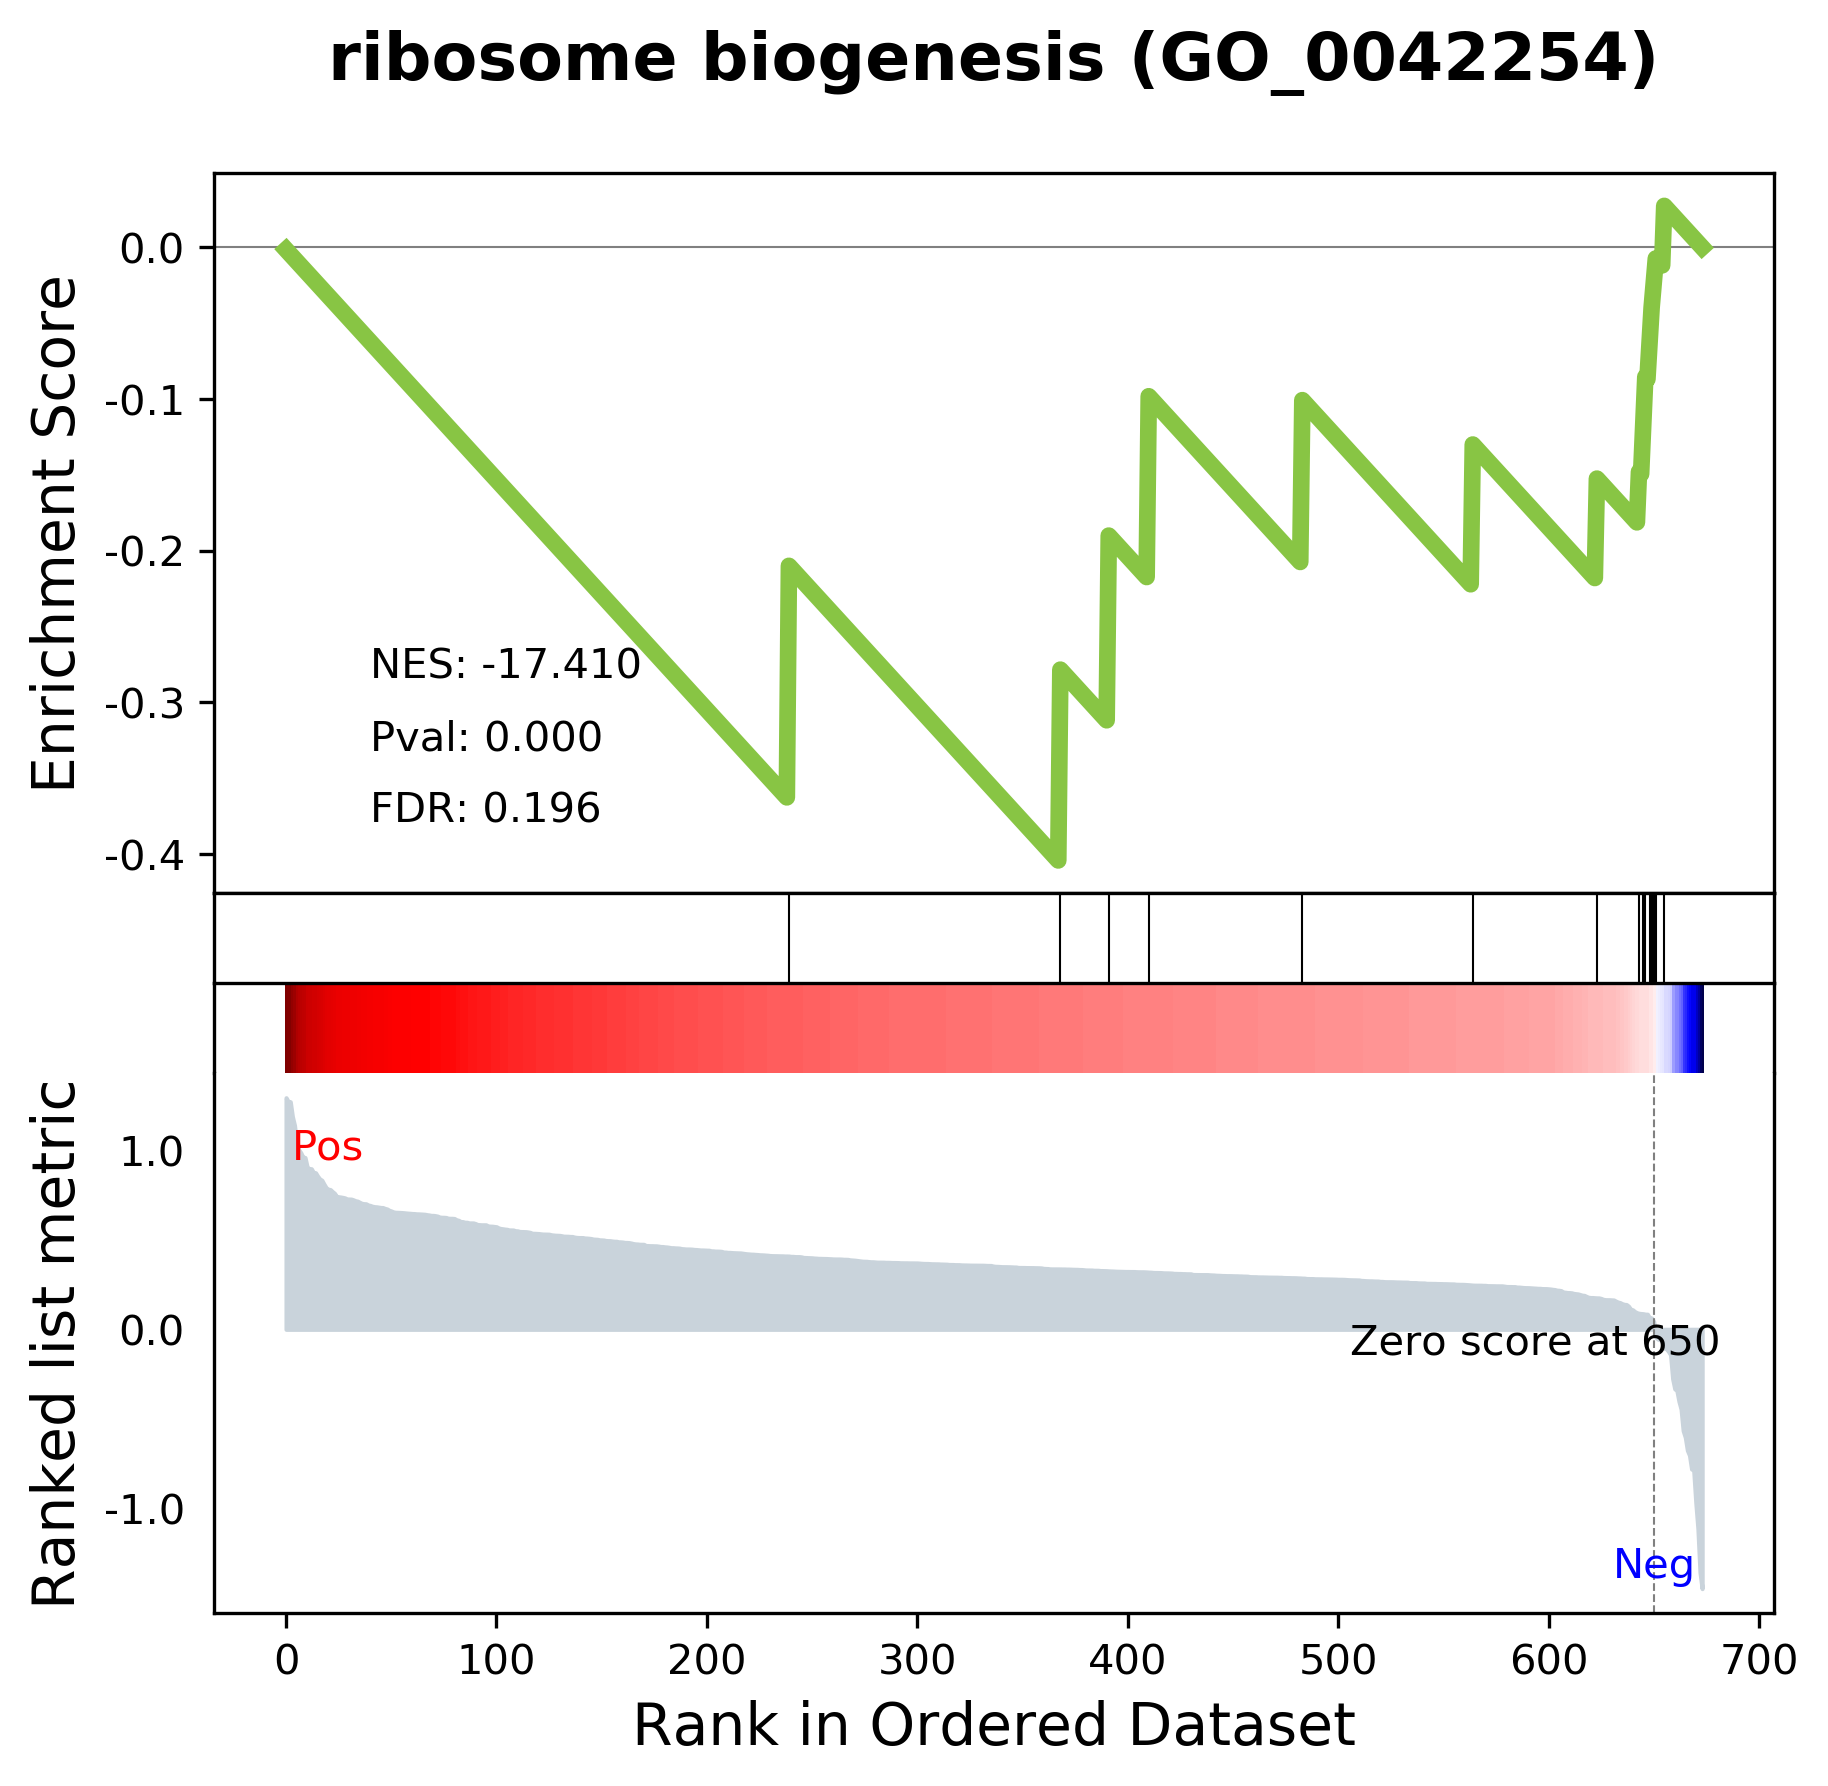 ribosome biogenesis (GO_0042254)
Enrichment Score
0.0
-0.1
-0.2
-0.3
-0.4
NES: -17.410
Pval: 0.000
FDR: 0.196
Ranked list metric
1.0
0.0
-1.0
Pos
Zero score at 650
Neg
0 100 200 300 400 500 600 700
Rank in Ordered Dataset